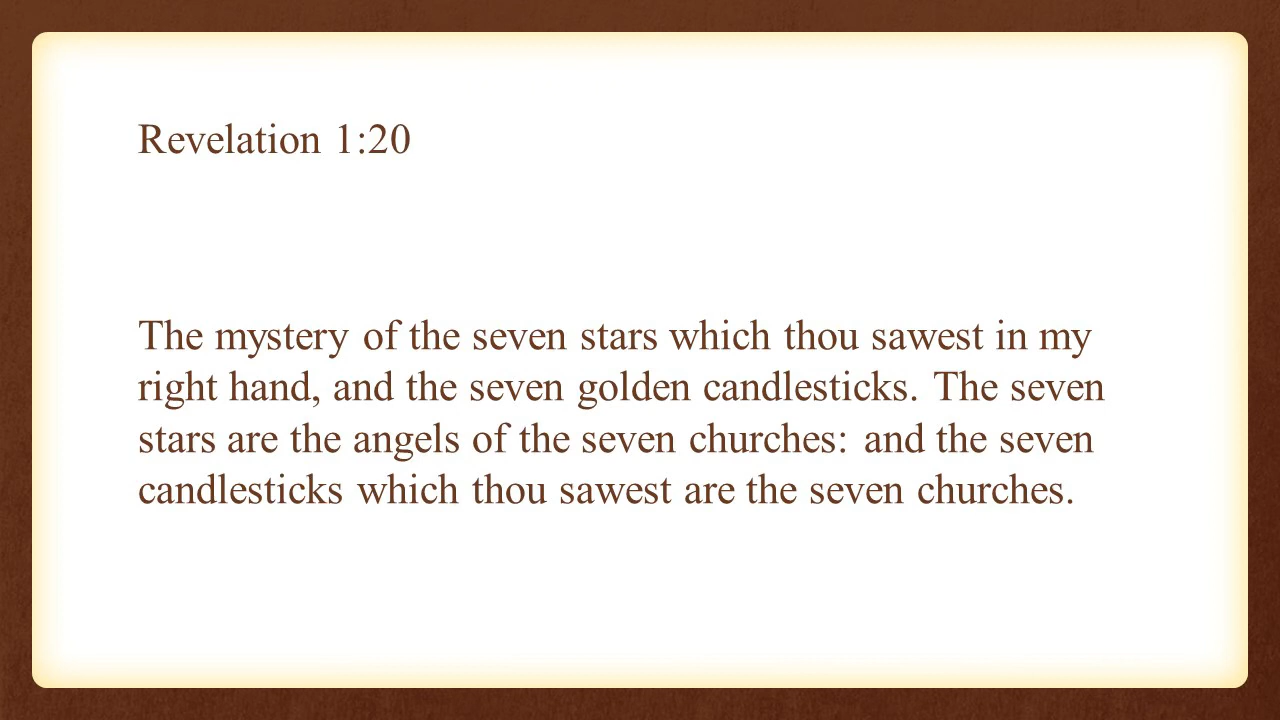 Revelation 1:20
The mystery of the seven stars which thou sawest in my
right hand, and the seven golden candlesticks. The seven
stars are the angels of the seven churches: and the seven
candlesticks which thou sawest are the seven churches.